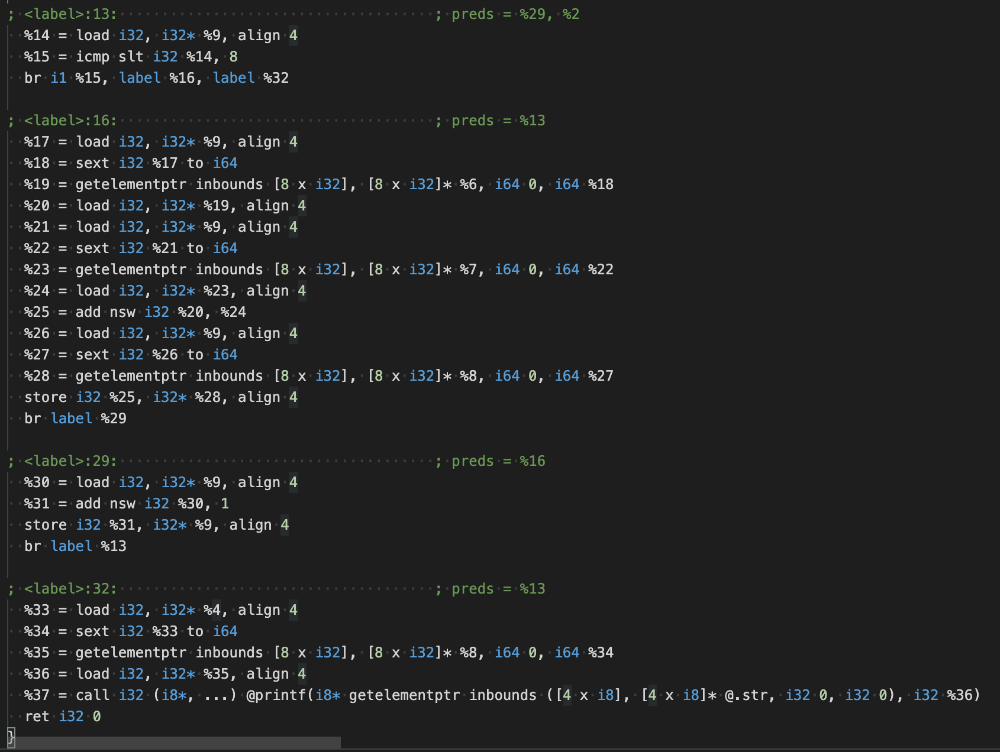 ; <label>:13:                                     ; preds = %29, %2
  %14 = load i32, i32* %9, align 4
  %15 = icmp slt i32 %14, 8
  br i1 %15, label %16, label %32

; <label>:16:                                     ; preds = %13
  %17 = load i32, i32* %9, align 4
  %18 = sext i32 %17 to i64
  %19 = getelementptr inbounds [8 x i32], [8 x i32]* %6, i64 0, i64 %18
  %20 = load i32, i32* %19, align 4
  %21 = load i32, i32* %9, align 4
  %22 = sext i32 %21 to i64
  %23 = getelementptr inbounds [8 x i32], [8 x i32]* %7, i64 0, i64 %22
  %24 = load i32, i32* %23, align 4
  %25 = add nsw i32 %20, %24
  %26 = load i32, i32* %9, align 4
  %27 = sext i32 %26 to i64
  %28 = getelementptr inbounds [8 x i32], [8 x i32]* %8, i64 0, i64 %27
  store i32 %25, i32* %28, align 4
  br label %29

; <label>:29:                                     ; preds = %16
  %30 = load i32, i32* %9, align 4
  %31 = add nsw i32 %30, 1
  store i32 %31, i32* %9, align 4
  br label %13

; <label>:32:                                     ; preds = %13
  %33 = load i32, i32* %4, align 4
  %34 = sext i32 %33 to i64
  %35 = getelementptr inbounds [8 x i32], [8 x i32]* %8, i64 0, i64 %34
  %36 = load i32, i32* %35, align 4
  %37 = call i32 (i8*, ...) @printf(i8* getelementptr inbounds ([4 x i8], [4 x i8]* @.str, i32 0, i32 0), i32 %36)
  ret i32 0
}